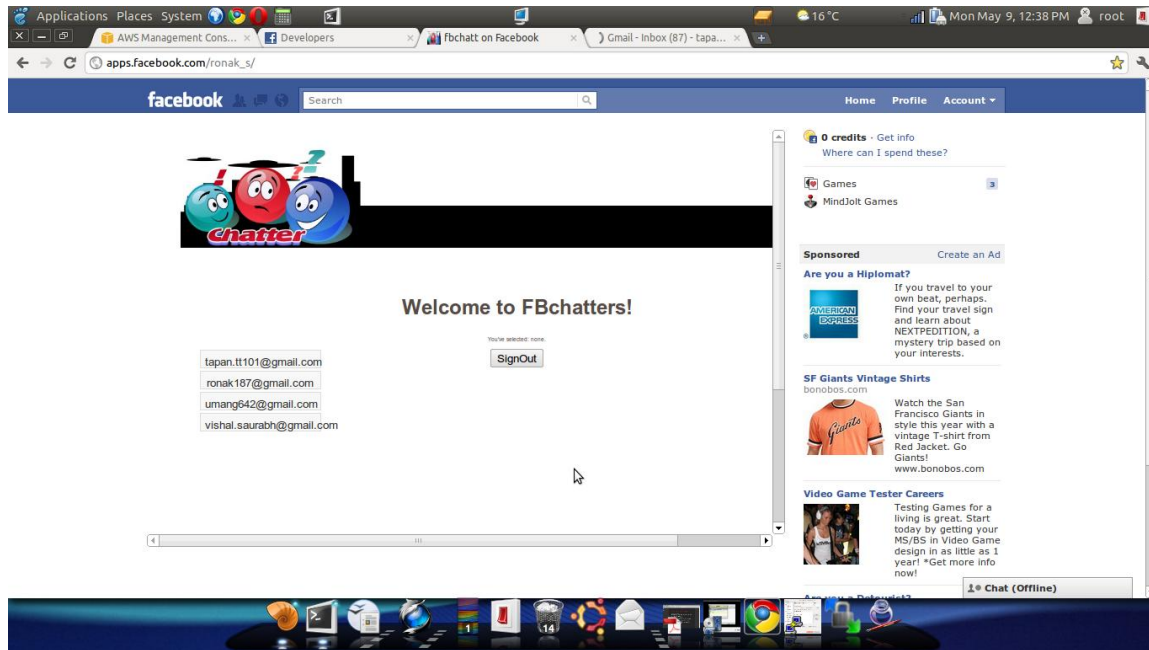 Applications Places System
16 °C
Mon May 9, 12:38 PM
root
AWS Management Cons...
Developers
fbchatt on Facebook
Gmail - Inbox (87) - tapa...
apps.facebook.com/ronak_s/
facebook
Search
Home Profile Account
Chatter
Welcome to FBchatters!
You've selected: none.
SignOut
tapan.tt101@gmail.com
ronak187@gmail.com
umang642@gmail.com
vishal.saurabh@gmail.com
0 credits · Get info
Where can I spend these?
Games 3
MindJolt Games
Sponsored Create an Ad
Are you a Hiplomat?
AMERICAN
EXPRESS
If you travel to your
own beat, perhaps.
Find your travel sign
and learn about
NEXTPEDITION, a
mystery trip based on
your interests.
SF Giants Vintage Shirts
bonobos.com
Giants
Watch the San
Francisco Giants in
style this year with a
vintage T-shirt from
Red Jacket. Go
Giants!
www.bonobos.com
Video Game Tester Careers
Testing Games for a
living is great. Start
today by getting your
MS/BS in Video Game
design in as little as 1
year! *Get more info
now!
Chat (Offline)
1
14